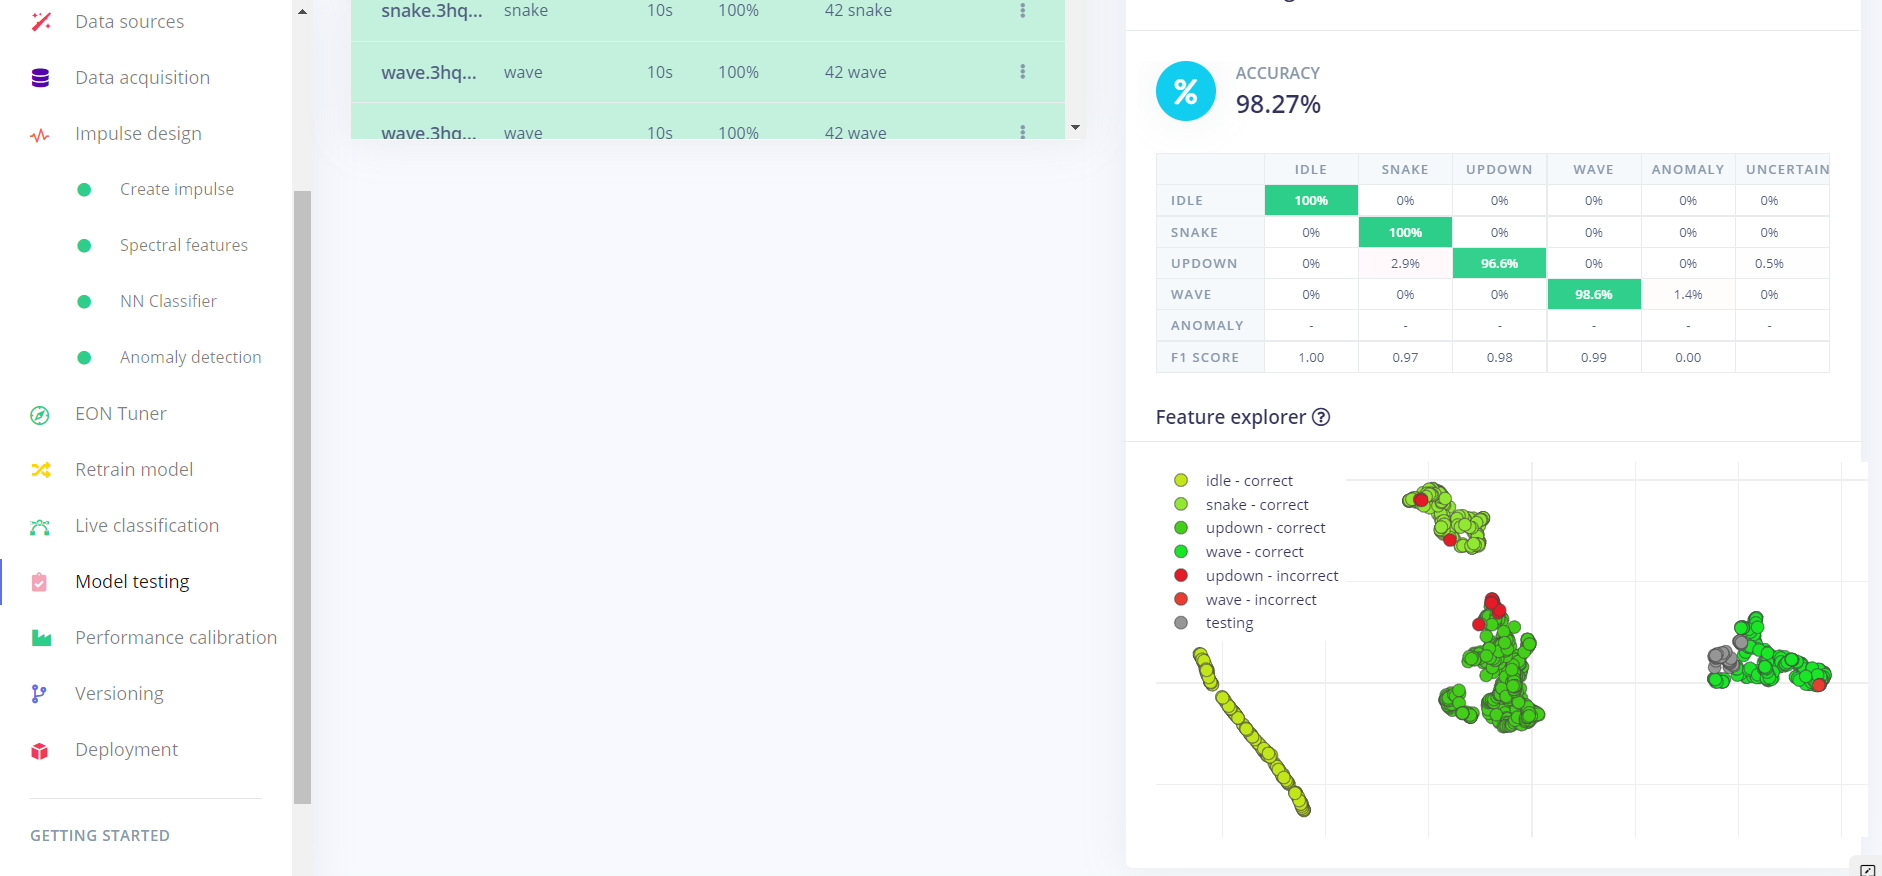 Data sources
Data acquisition
Impulse design
Create impulse
Spectral features
NN Classifier
Anomaly detection
EON Tuner
Retrain model
Live classification
Model testing
Performance calibration
Versioning
Deployment
GETTING STARTED
snake.3hq... snake 10s 100% 42 snake
wave.3hq... wave 10s 100% 42 wave
wave.3hq... wave 10s 100% 42 wave
%
ACCURACY
98.27%
IDLE SNAKE UPDOWN WAVE ANOMALY UNCERTAIN
IDLE 100% 0% 0% 0% 0% 0%
SNAKE 0% 100% 0% 0% 0% 0%
UPDOWN 0% 2.9% 96.6% 0% 0% 0.5%
WAVE 0% 0% 0% 98.6% 1.4% 0%
ANOMALY - - - - - -
F1 SCORE 1.00 0.97 0.98 0.99 0.00
Feature explorer ?
idle - correct
snake - correct
updown - correct
wave - correct
updown - incorrect
wave - incorrect
testing